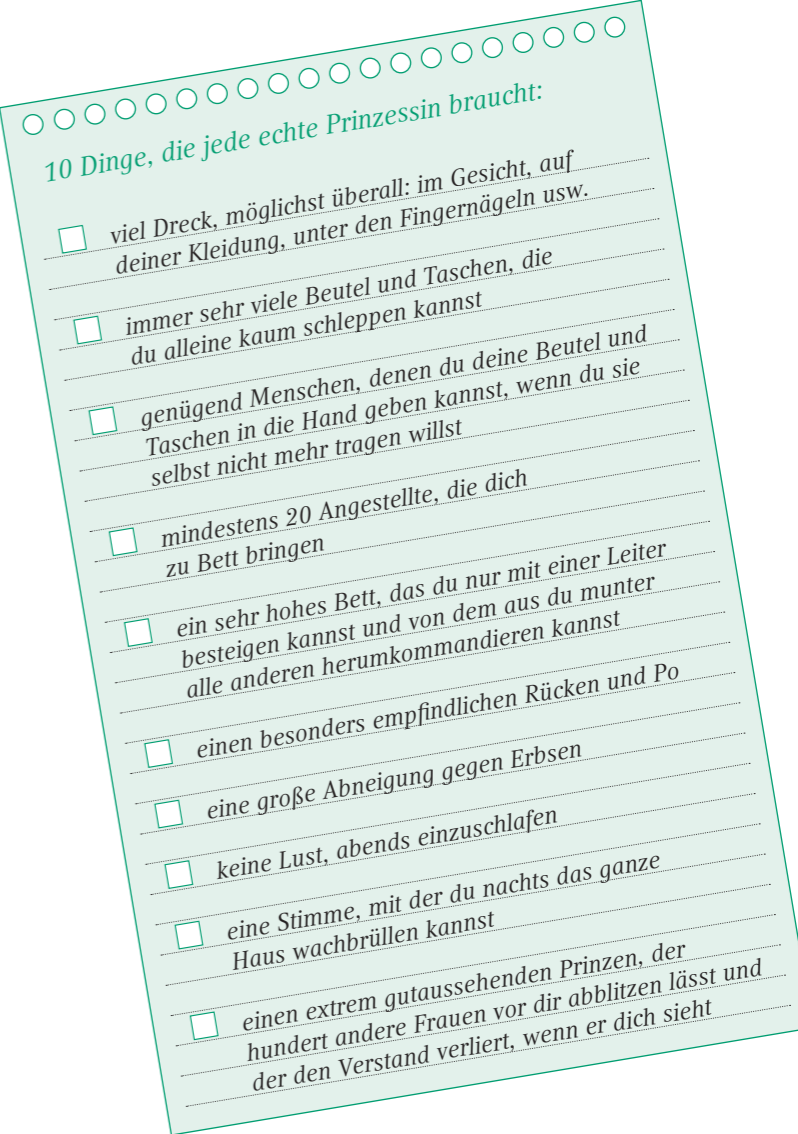 10 Dinge, die jede echte Prinzessin braucht:
viel Dreck, möglichst überall: im Gesicht, auf
deiner Kleidung, unter den Fingernägeln usw.
immer sehr viele Beutel und Taschen, die
du alleine kaum schleppen kannst
genügend Menschen, denen du deine Beutel und
Taschen in die Hand geben kannst, wenn du sie
selbst nicht mehr tragen willst
mindestens 20 Angestellte, die dich
zu Bett bringen
ein sehr hohes Bett, das du nur mit einer Leiter
besteigen kannst und von dem aus du munter
alle anderen herumkommandieren kannst
einen besonders empfindlichen Rücken und Po
eine große Abneigung gegen Erbsen
keine Lust, abends einzuschlafen
eine Stimme, mit der du nachts das ganze
Haus wachbrüllen kannst
einen extrem gutaussehenden Prinzen, der
hundert andere Frauen vor dir abblitzen lässt und
der den Verstand verliert, wenn er dich sieht